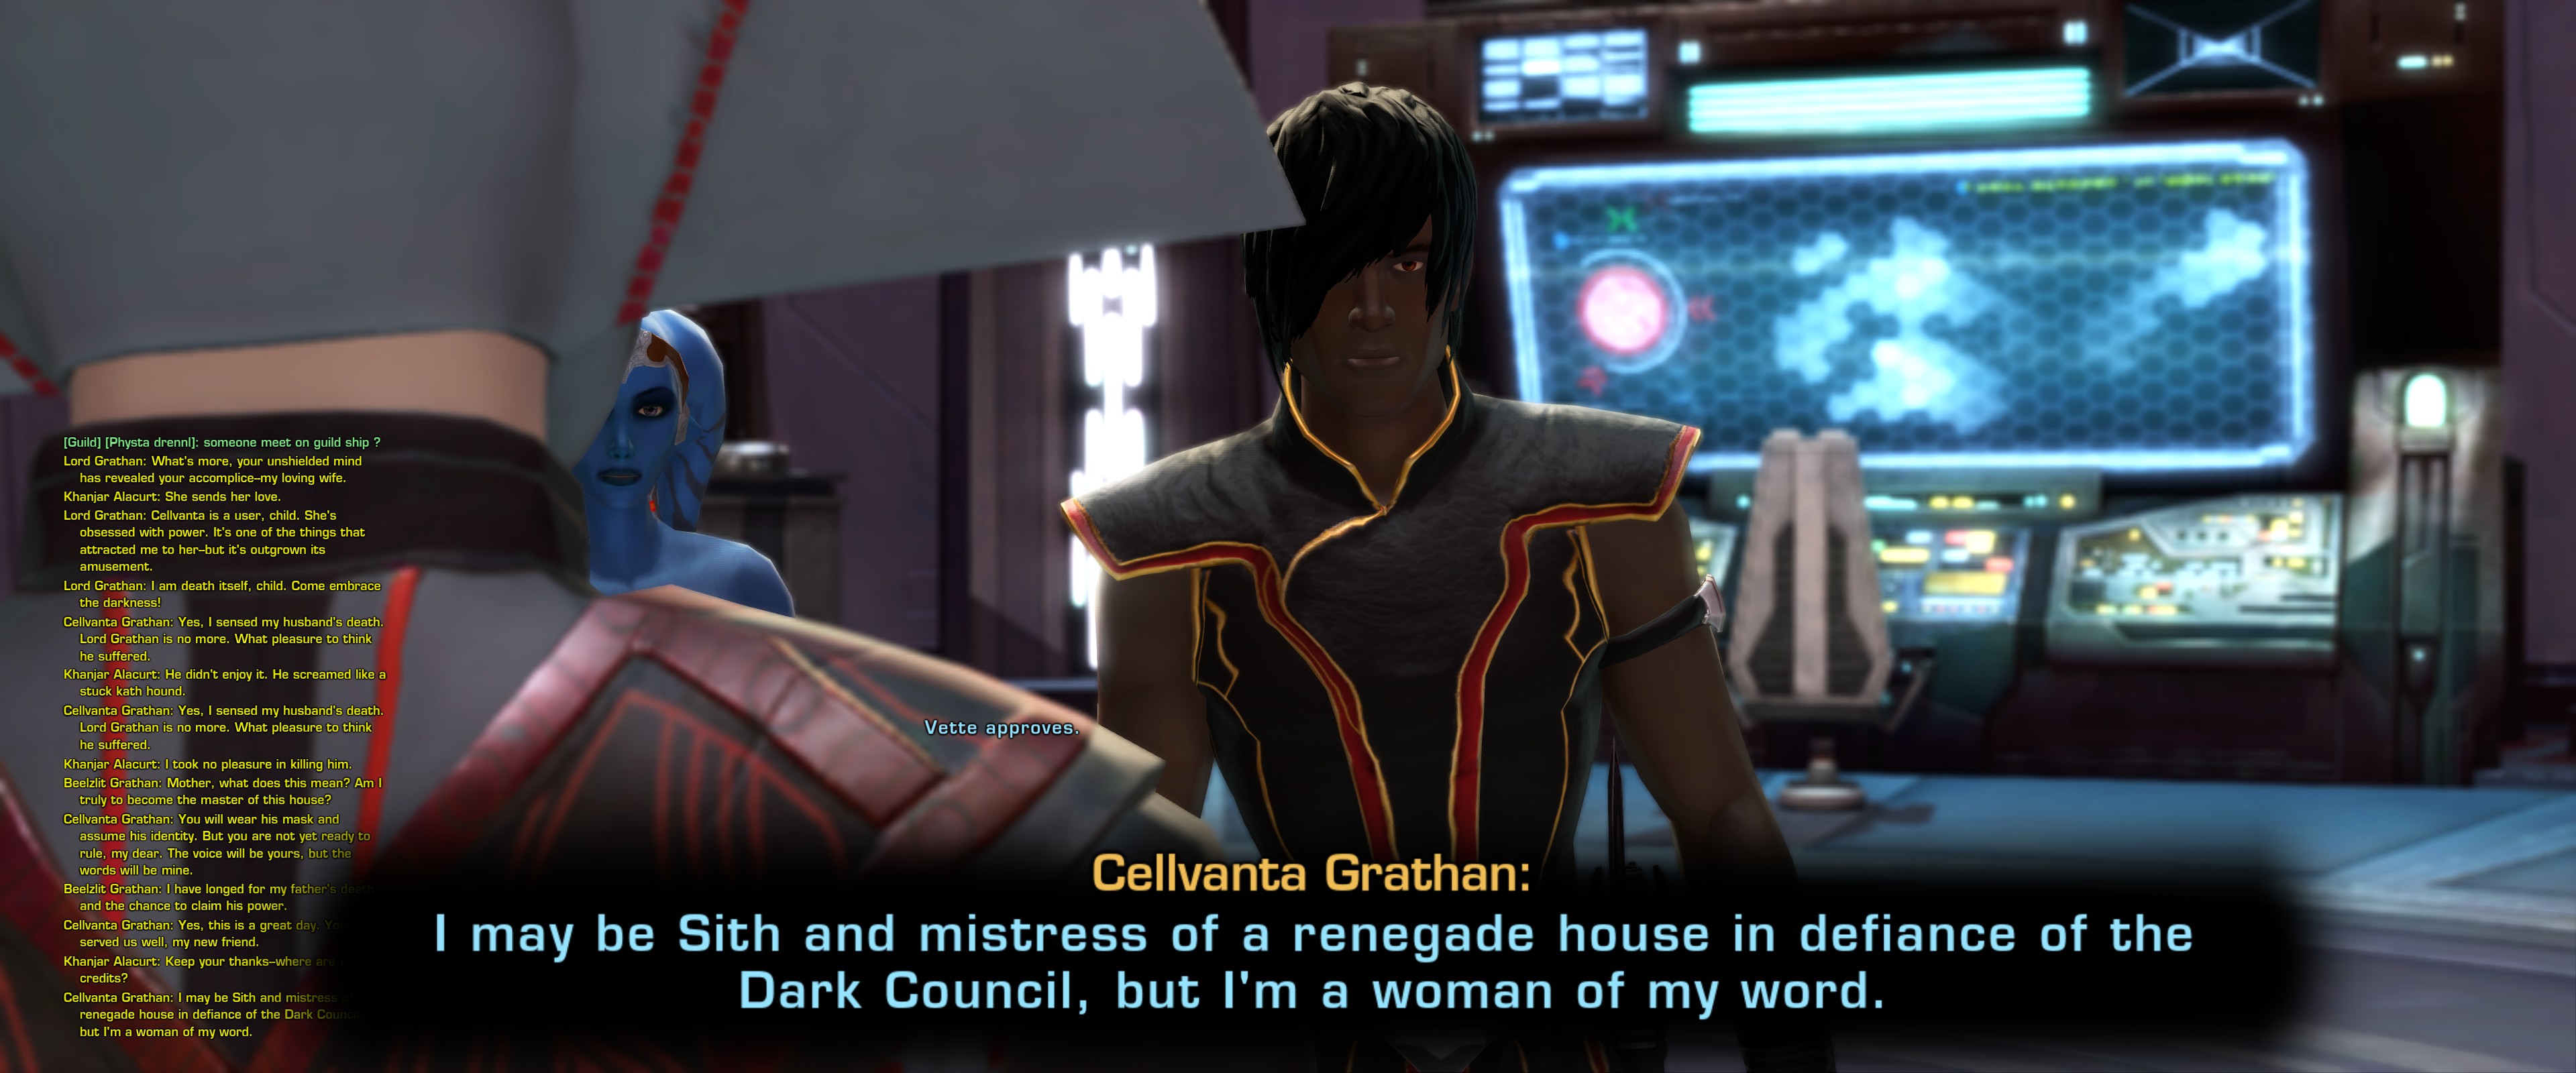 [Guild] [Physta drennl]: someone meet on guild ship ?
Lord Grathan: What's more, your unshielded mind
has revealed your accomplice--my loving wife.
Khanjar Alacurt: She sends her love.
Lord Grathan: Cellvanta is a user, child. She's
obsessed with power. It's one of the things that
attracted me to her--but it's outgrown its
amusement.
Lord Grathan: I am death itself, child. Come embrace
the darkness!
Cellvanta Grathan: Yes, I sensed my husband's death.
Lord Grathan is no more. What pleasure to think
he suffered.
Khanjar Alacurt: He didn't enjoy it. He screamed like a
stuck kath hound.
Cellvanta Grathan: Yes, I sensed my husband's death.
Lord Grathan is no more. What pleasure to think
he suffered.
Khanjar Alacurt: I took no pleasure in killing him.
Beelzlit Grathan: Mother, what does this mean? Am I
truly to become the master of this house?
Cellvanta Grathan: You will wear his mask and
assume his identity. But you are not yet ready to
rule, my dear. The voice will be yours, but the
words will be mine.
Beelzlit Grathan: I have longed for my father's death
and the chance to claim his power.
Cellvanta Grathan: Yes, this is a great day. You
served us well, my new friend.
Khanjar Alacurt: Keep your thanks--where are
credits?
Cellvanta Grathan: I may be Sith and mistress of
renegade house in defiance of the Dark Council,
but I'm a woman of my word.
Vette approves.
Cellvanta Grathan:
I may be Sith and mistress of a renegade house in defiance of the
Dark Council, but I'm a woman of my word.